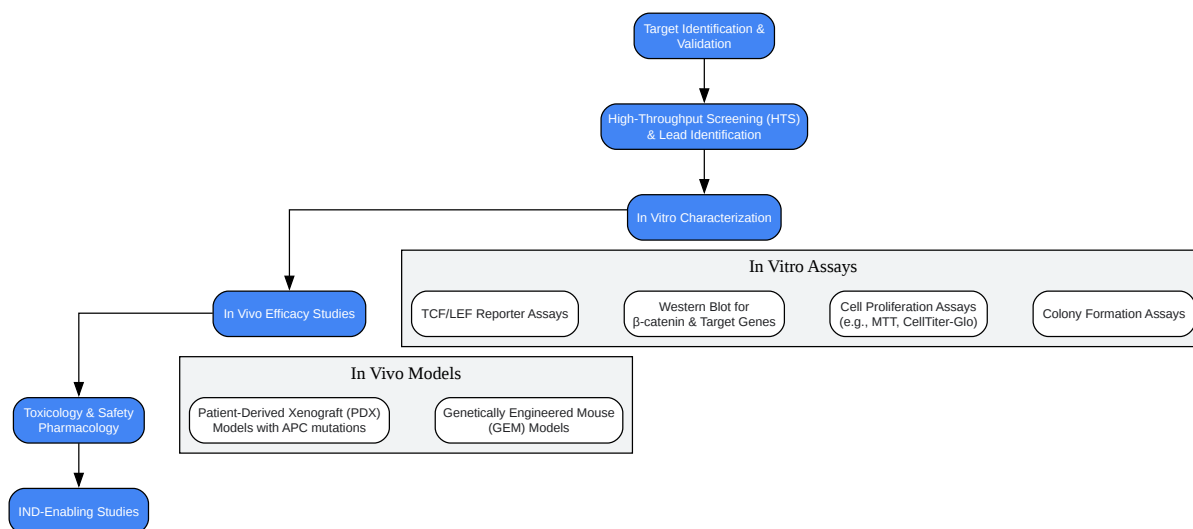 Target Identification &
Validation
High-Throughput Screening (HTS)
& Lead Identification
In Vitro Characterization
In Vitro Assays
In Vivo Efficacy Studies
TCF/LEF Reporter Assays
Western Blot for
β-catenin & Target Genes
Cell Proliferation Assays
(e.g., MTT, CellTiter-Glo)
Colony Formation Assays
In Vivo Models
Toxicology & Safety
Pharmacology
Patient-Derived Xenograft (PDX)
Models with APC mutations
Genetically Engineered Mouse
(GEM) Models
IND-Enabling Studies